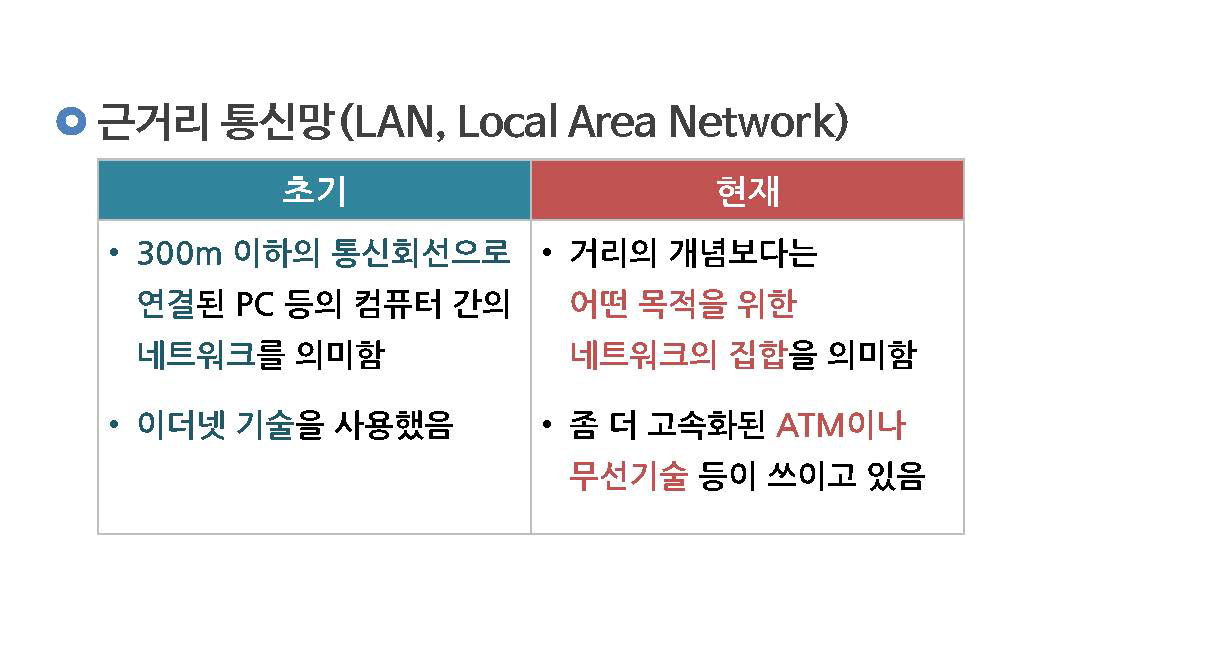 근거리 통신망(LAN, Local Area Network)
초기
현재
• 300m 이하의 통신회선으로
연결된 PC 등의 컴퓨터 간의
네트워크를 의미함
• 이더넷 기술을 사용했음
• 거리의 개념보다는
어떤 목적을 위한
네트워크의 집합을 의미함
• 좀 더 고속화된 ATM이나
무선기술 등이 쓰이고 있음